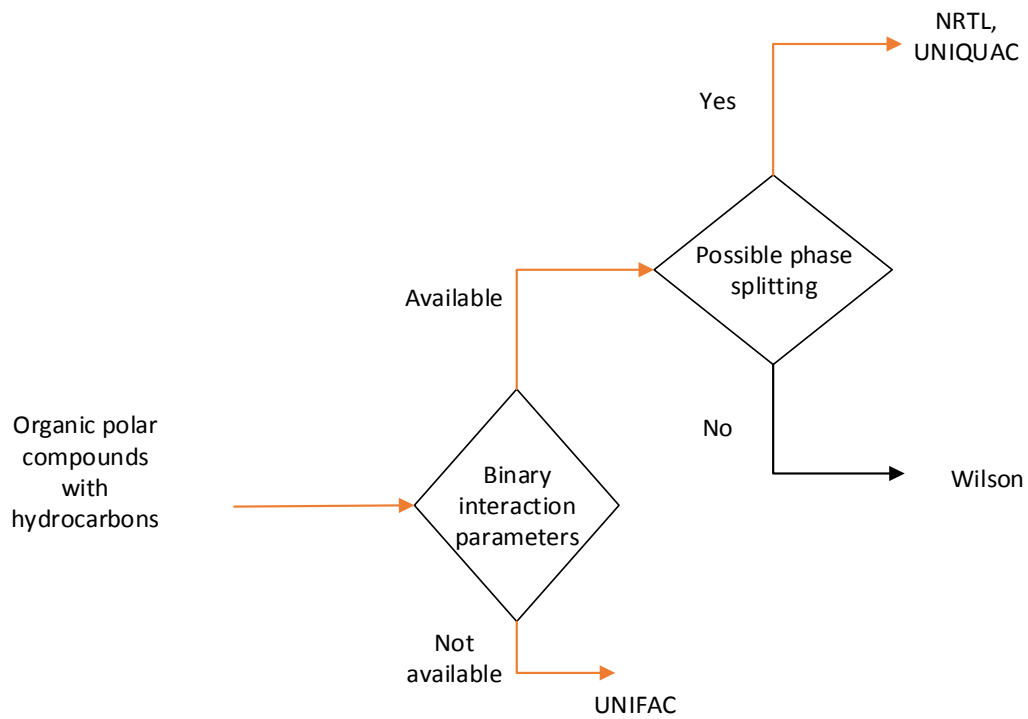 NRTL,
UNIQUAC
Yes
Possible phase
splitting
Available
No
Wilson
Organic polar
compounds
with
hydrocarbons
Binary
interaction
parameters
Not
available
UNIFAC